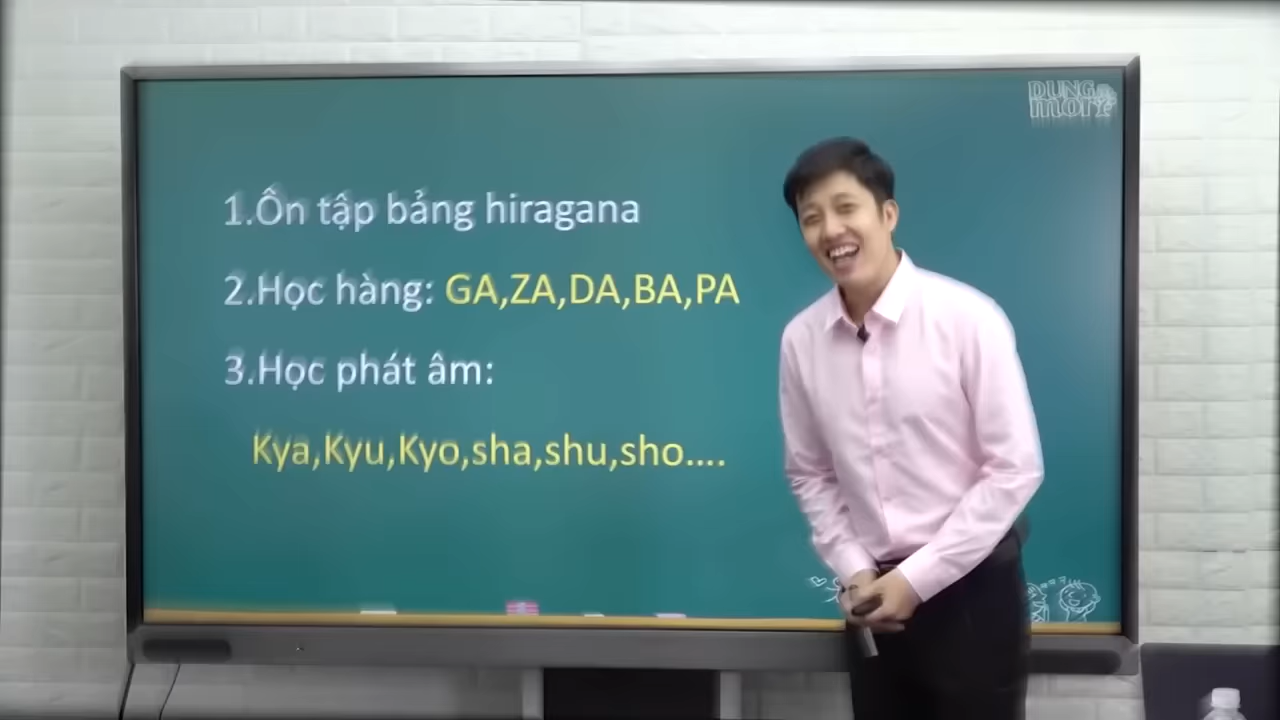 DUNG
mori
1.Ôn tập bảng hiragana
2.Học hàng: GA,ZA,DA,BA,PA
3.Học phát âm:
Kya,Kyu,Kyo,sha,shu,sho....